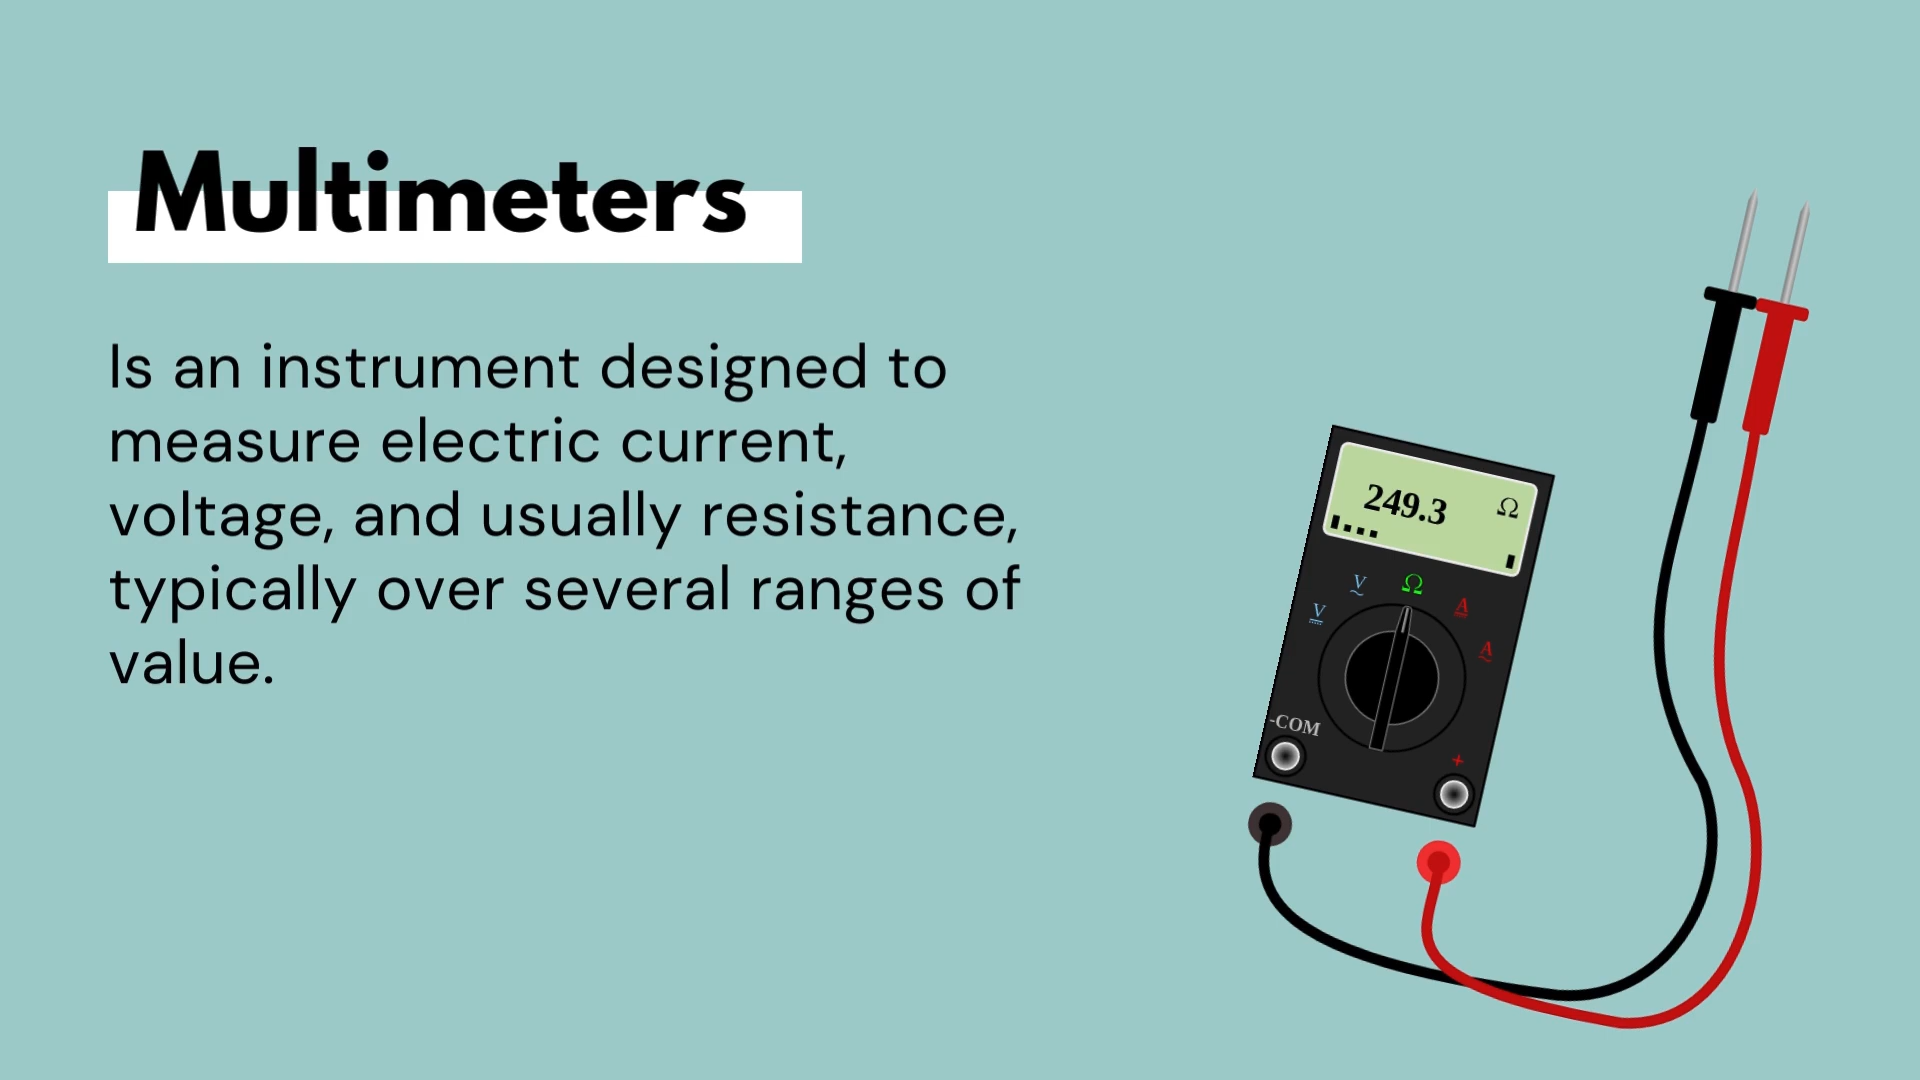 Multimeters
Is an instrument designed to
measure electric current,
voltage, and usually resistance,
typically over several ranges of
value.
249.3 Ω
V Ω A
V A
-COM
+